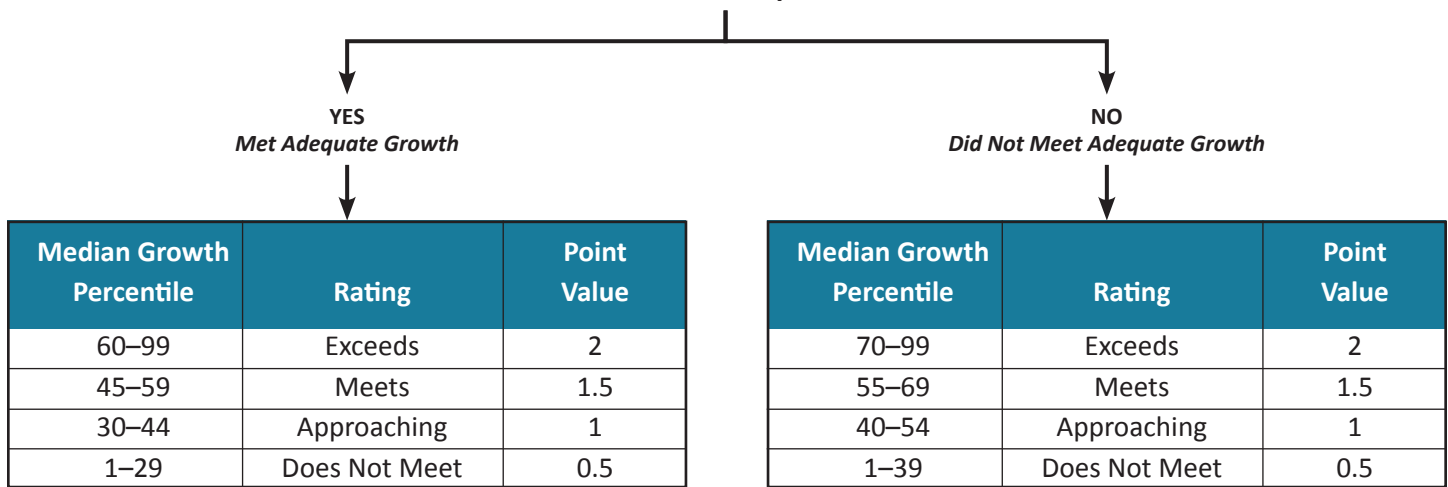 YES
Met Adequate Growth
NO
Did Not Meet Adequate Growth
Median Growth Percentile Rating Point Value
60–99 Exceeds 2
45–59 Meets 1.5
30–44 Approaching 1
1–29 Does Not Meet 0.5
Median Growth Percentile Rating Point Value
70–99 Exceeds 2
55–69 Meets 1.5
40–54 Approaching 1
1–39 Does Not Meet 0.5